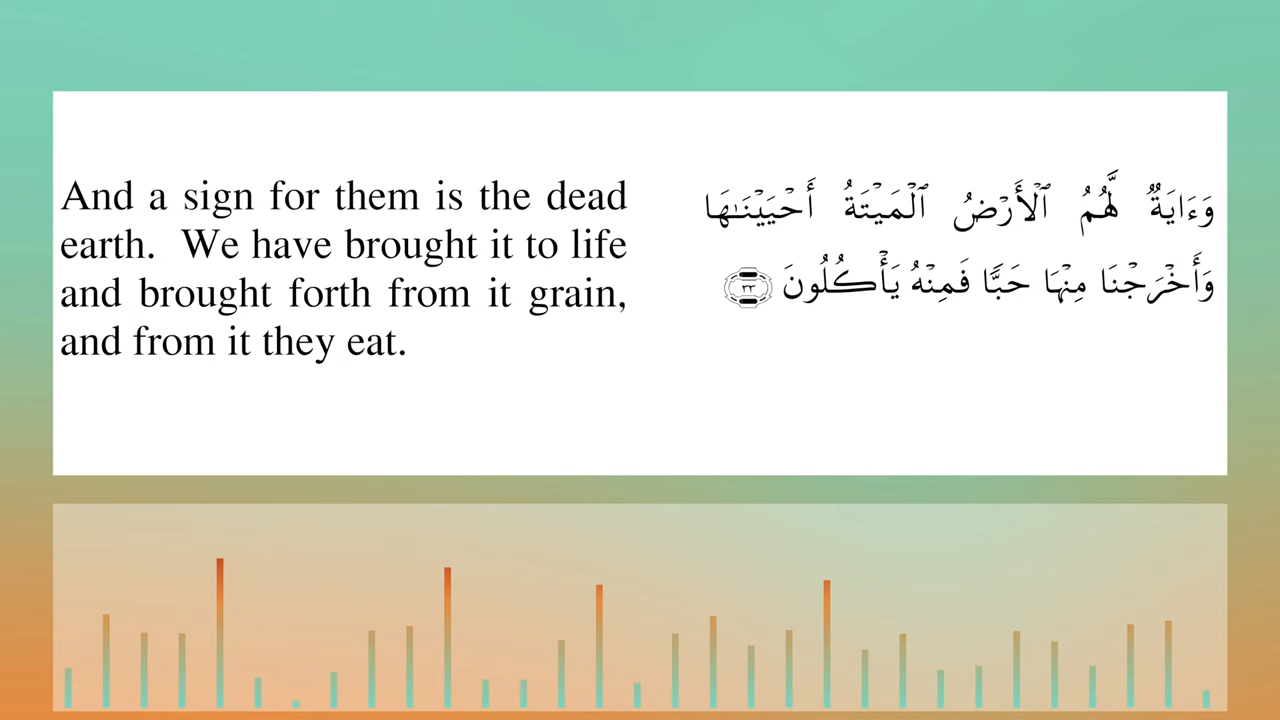 And a sign for them is the dead
earth.  We have brought it to life
and brought forth from it grain,
and from it they eat.
وَءَايَةٌ لَّهُمُ ٱلْأَرْضُ ٱلْمَيْتَةُ أَحْيَيْنَـٰهَا
وَأَخْرَجْنَا مِنْهَا حَبًّا فَمِنْهُ يَأْكُلُونَ ٣٣